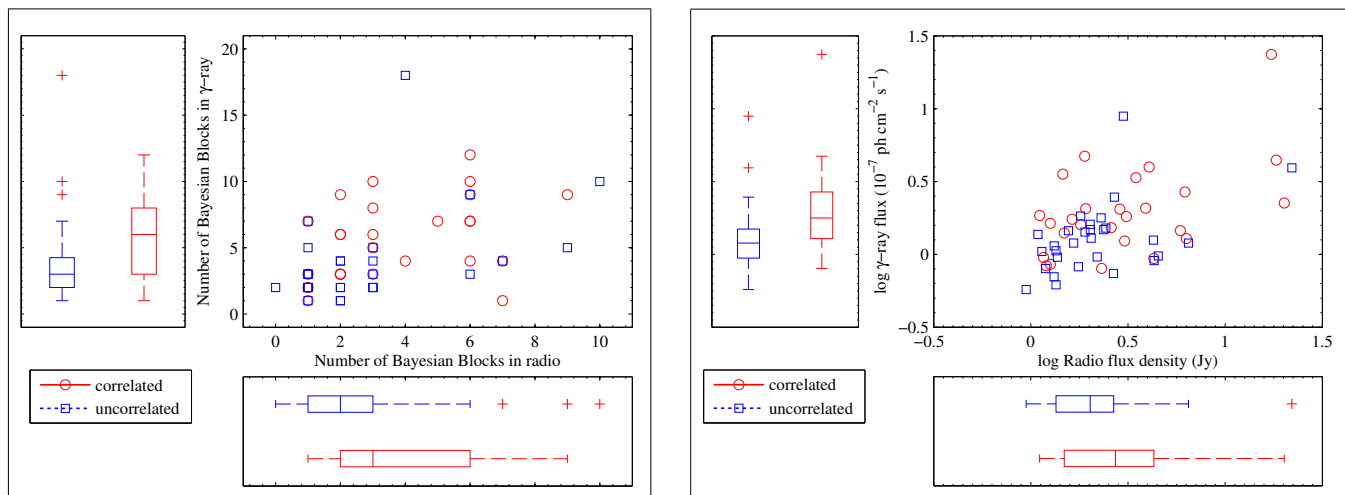 20
15
10
5
0
Number of Bayesian Blocks in γ−ray
0 2 4 6 8 10
Number of Bayesian Blocks in radio
correlated
uncorrelated
1.5
1
0.5
0
−0.5
log γ−ray flux (10⁻⁷ ph cm⁻² s⁻¹)
−0.5 0 0.5 1 1.5
log Radio flux density (Jy)
correlated
uncorrelated